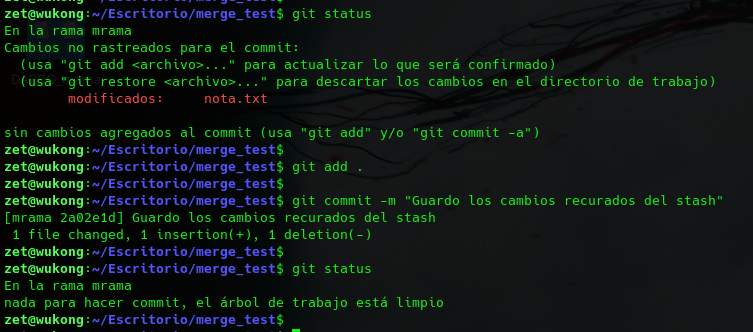 zet@wukong:~/Escritorio/merge_test$ git status
En la rama mrama
Cambios no rastreados para el commit:
  (usa "git add <archivo>..." para actualizar lo que será confirmado)
  (usa "git restore <archivo>..." para descartar los cambios en el directorio de trabajo)
        modificados:     nota.txt

sin cambios agregados al commit (usa "git add" y/o "git commit -a")
zet@wukong:~/Escritorio/merge_test$
zet@wukong:~/Escritorio/merge_test$ git add .
zet@wukong:~/Escritorio/merge_test$
zet@wukong:~/Escritorio/merge_test$ git commit -m "Guardo los cambios recurados del stash"
[mrama 2a02e1d] Guardo los cambios recurados del stash
 1 file changed, 1 insertion(+), 1 deletion(-)
zet@wukong:~/Escritorio/merge_test$
zet@wukong:~/Escritorio/merge_test$ git status
En la rama mrama
nada para hacer commit, el árbol de trabajo está limpio
zet@wukong:~/Escritorio/merge_test$